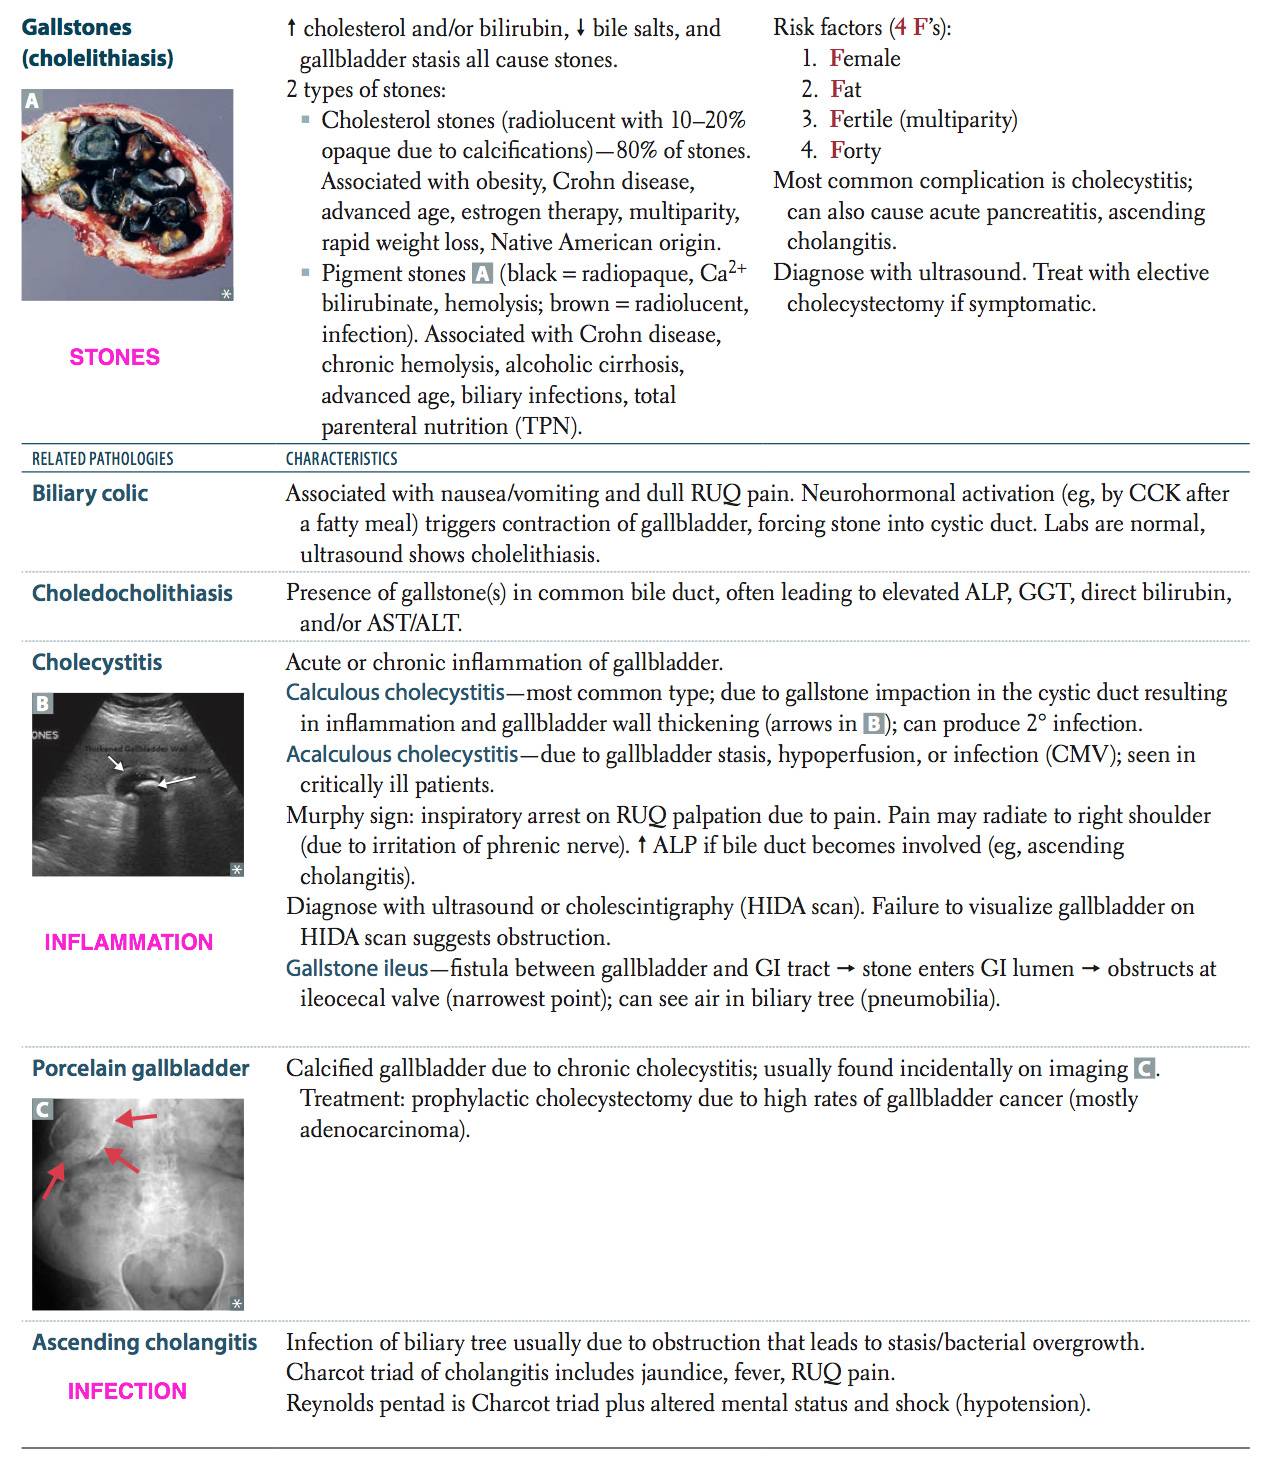 Gallstones
(cholelithiasis)
A
*
STONES
↑ cholesterol and/or bilirubin, ↓ bile salts, and
gallbladder stasis all cause stones.
2 types of stones:
▪ Cholesterol stones (radiolucent with 10–20%
opaque due to calcifications)—80% of stones.
Associated with obesity, Crohn disease,
advanced age, estrogen therapy, multiparity,
rapid weight loss, Native American origin.
▪ Pigment stones A (black = radiopaque, Ca²⁺
bilirubinate, hemolysis; brown = radiolucent,
infection). Associated with Crohn disease,
chronic hemolysis, alcoholic cirrhosis,
advanced age, biliary infections, total
parenteral nutrition (TPN).
Risk factors (4 F’s):
1. Female
2. Fat
3. Fertile (multiparity)
4. Forty
Most common complication is cholecystitis;
can also cause acute pancreatitis, ascending
cholangitis.
Diagnose with ultrasound. Treat with elective
cholecystectomy if symptomatic.
RELATED PATHOLOGIES CHARACTERISTICS
Biliary colic
Associated with nausea/vomiting and dull RUQ pain. Neurohormonal activation (eg, by CCK after
a fatty meal) triggers contraction of gallbladder, forcing stone into cystic duct. Labs are normal,
ultrasound shows cholelithiasis.
Choledocholithiasis
Presence of gallstone(s) in common bile duct, often leading to elevated ALP, GGT, direct bilirubin,
and/or AST/ALT.
Cholecystitis
B
ONES
Thickened Gallbladder Wall
*
INFLAMMATION
Acute or chronic inflammation of gallbladder.
Calculous cholecystitis—most common type; due to gallstone impaction in the cystic duct resulting
in inflammation and gallbladder wall thickening (arrows in B); can produce 2° infection.
Acalculous cholecystitis—due to gallbladder stasis, hypoperfusion, or infection (CMV); seen in
critically ill patients.
Murphy sign: inspiratory arrest on RUQ palpation due to pain. Pain may radiate to right shoulder
(due to irritation of phrenic nerve). ↑ ALP if bile duct becomes involved (eg, ascending
cholangitis).
Diagnose with ultrasound or cholescintigraphy (HIDA scan). Failure to visualize gallbladder on
HIDA scan suggests obstruction.
Gallstone ileus—fistula between gallbladder and GI tract → stone enters GI lumen → obstructs at
ileocecal valve (narrowest point); can see air in biliary tree (pneumobilia).
Porcelain gallbladder
C
*
Calcified gallbladder due to chronic cholecystitis; usually found incidentally on imaging C.
Treatment: prophylactic cholecystectomy due to high rates of gallbladder cancer (mostly
adenocarcinoma).
Ascending cholangitis
INFECTION
Infection of biliary tree usually due to obstruction that leads to stasis/bacterial overgrowth.
Charcot triad of cholangitis includes jaundice, fever, RUQ pain.
Reynolds pentad is Charcot triad plus altered mental status and shock (hypotension).